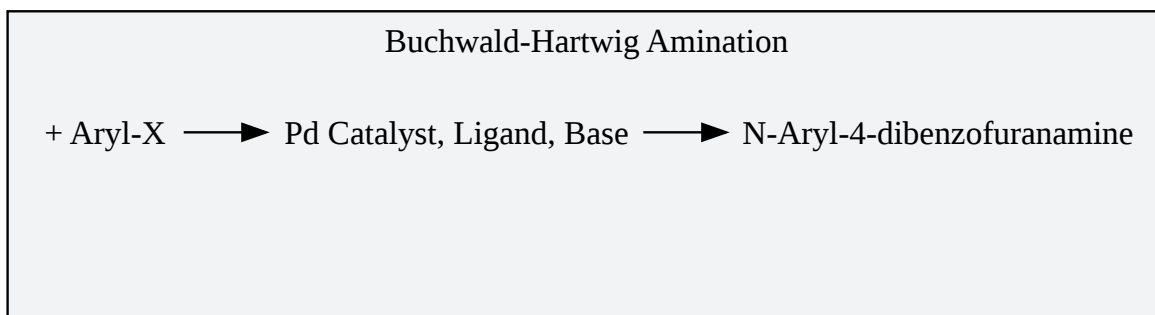 Buchwald-Hartwig Amination
+ Aryl-X Pd Catalyst, Ligand, Base N-Aryl-4-dibenzofuranamine